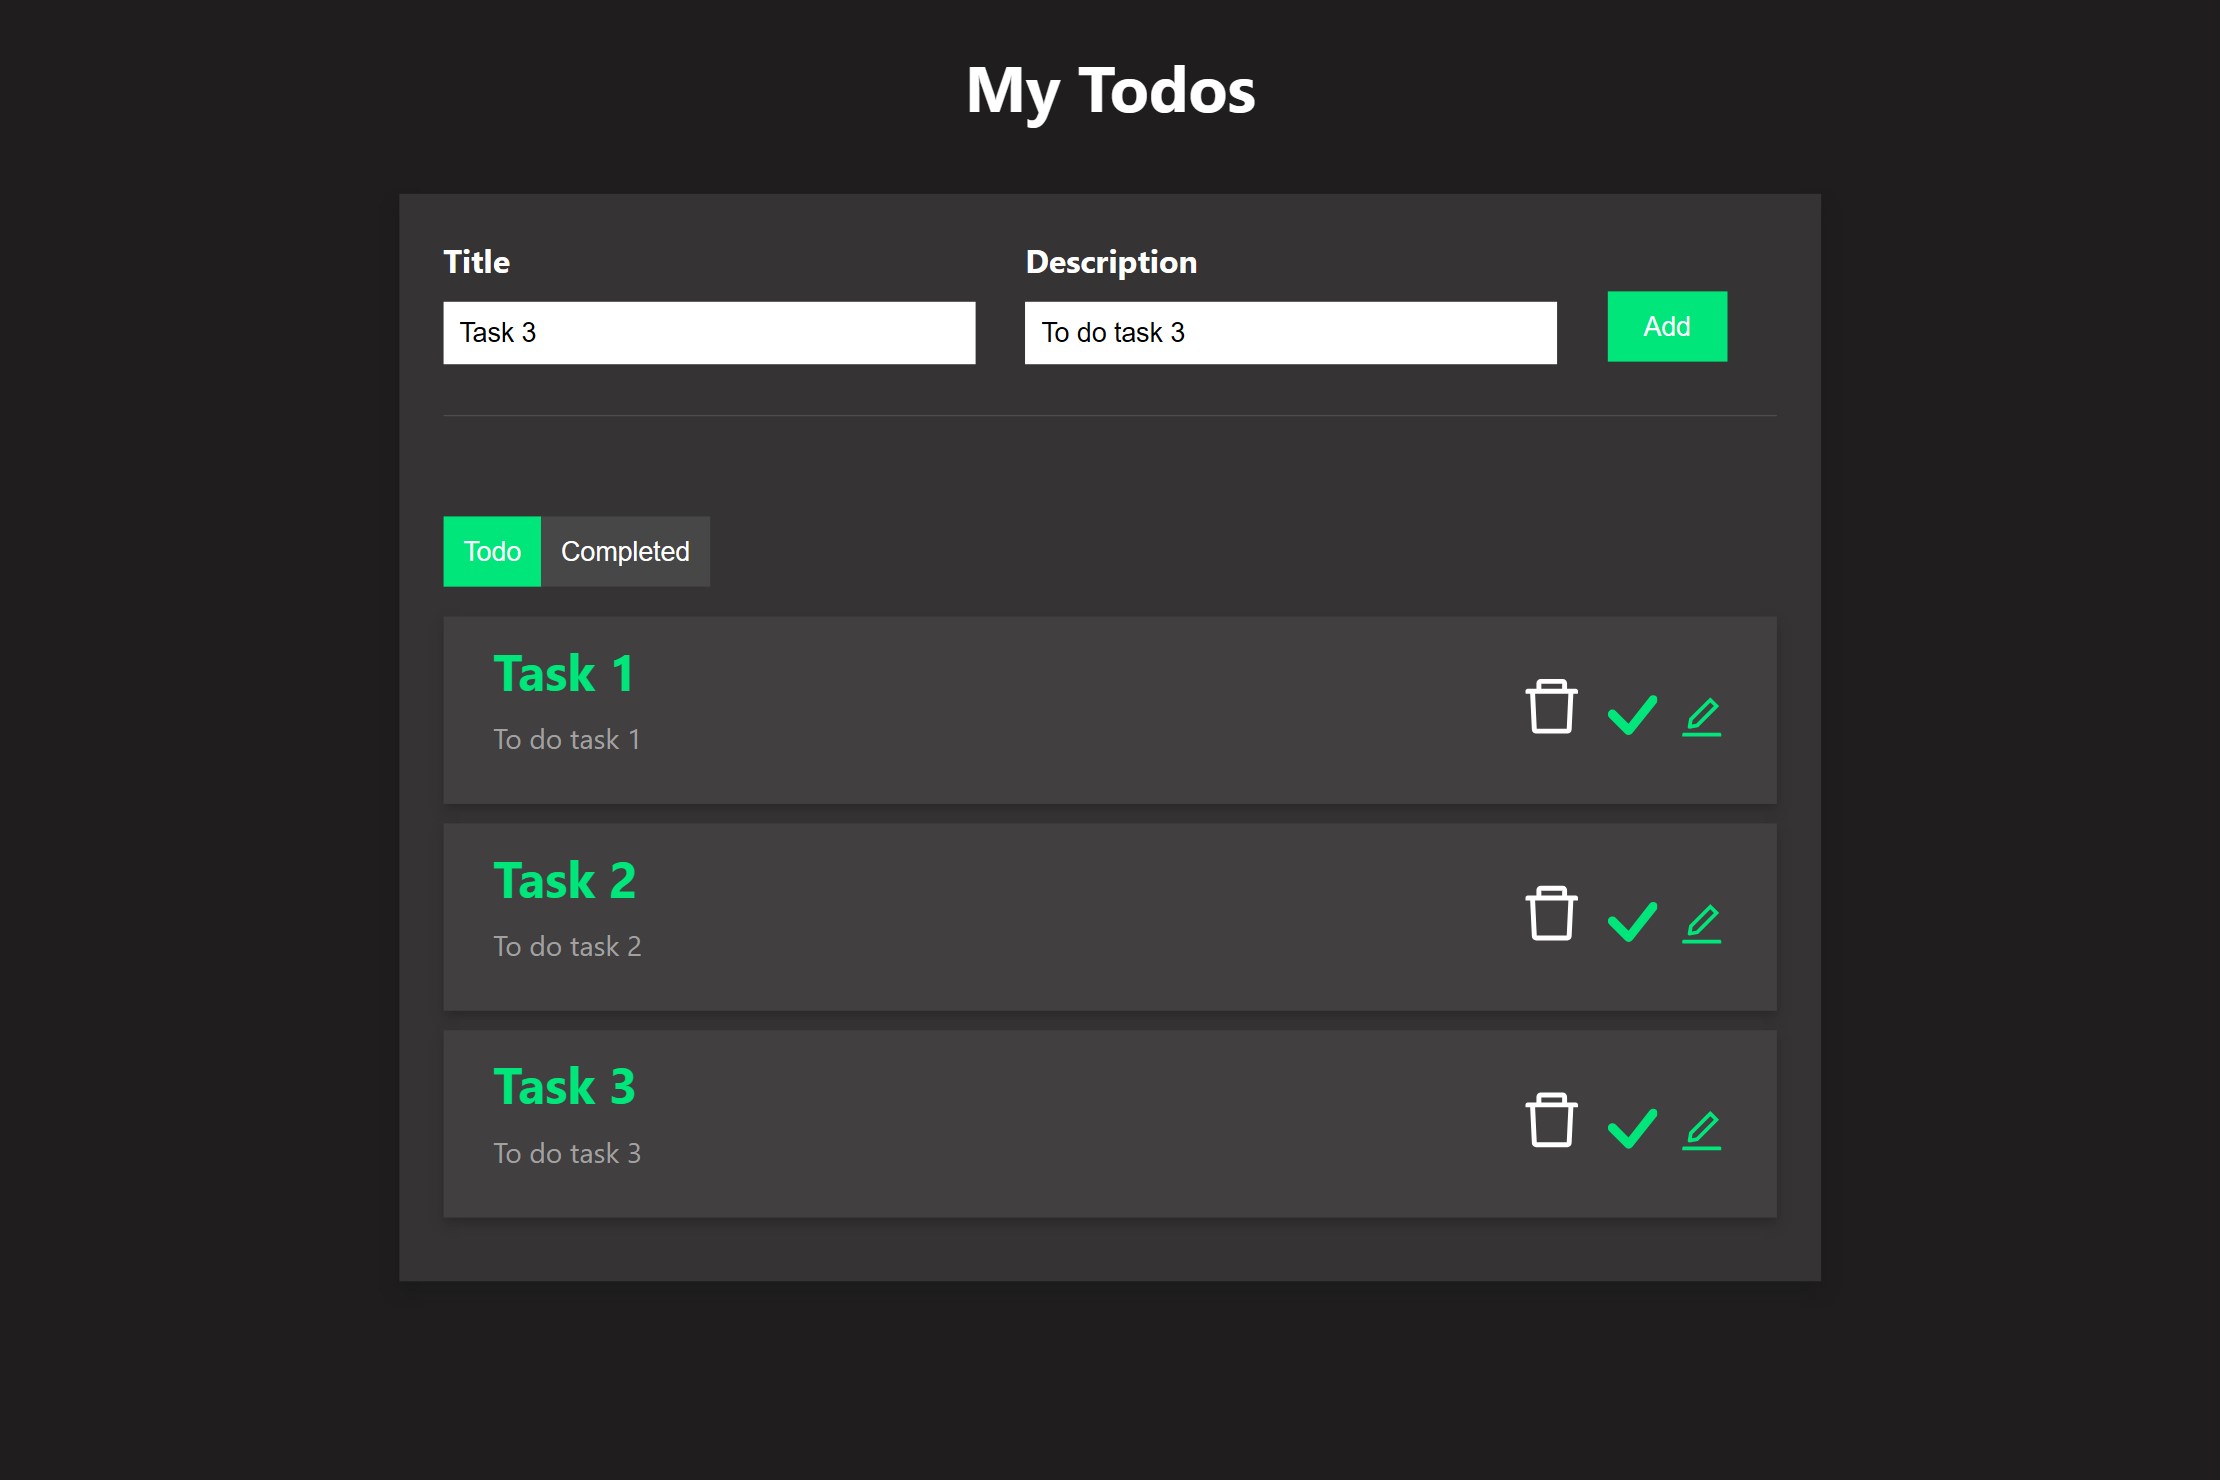 My Todos
Title
Description
Task 3
To do task 3
Add
Todo
Completed
Task 1
To do task 1
Task 2
To do task 2
Task 3
To do task 3